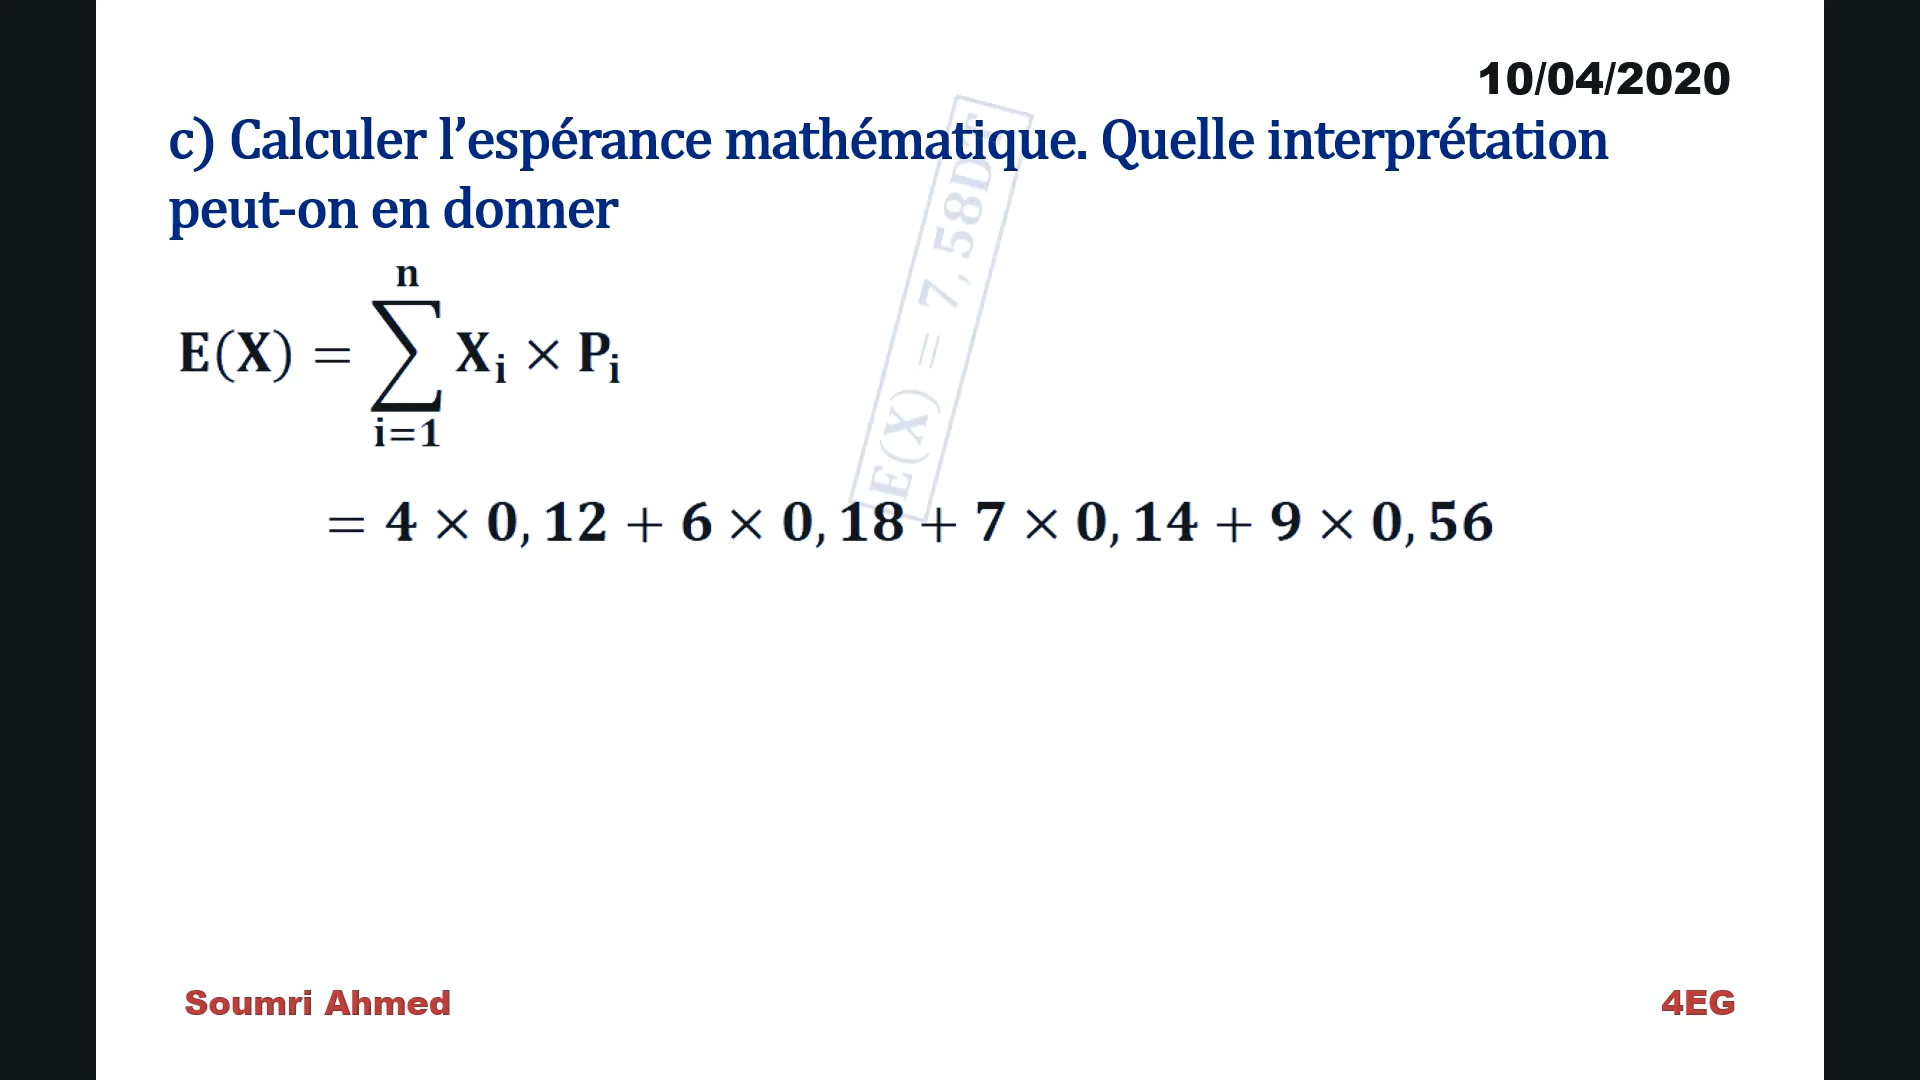 10/04/2020
c) Calculer l’espérance mathématique. Quelle interprétation
peut-on en donner
n
E(X) = ∑ Xᵢ × Pᵢ
i=1
= 4 × 0,12 + 6 × 0,18 + 7 × 0,14 + 9 × 0,56
E(X) = 7,58DT
Soumri Ahmed
4EG